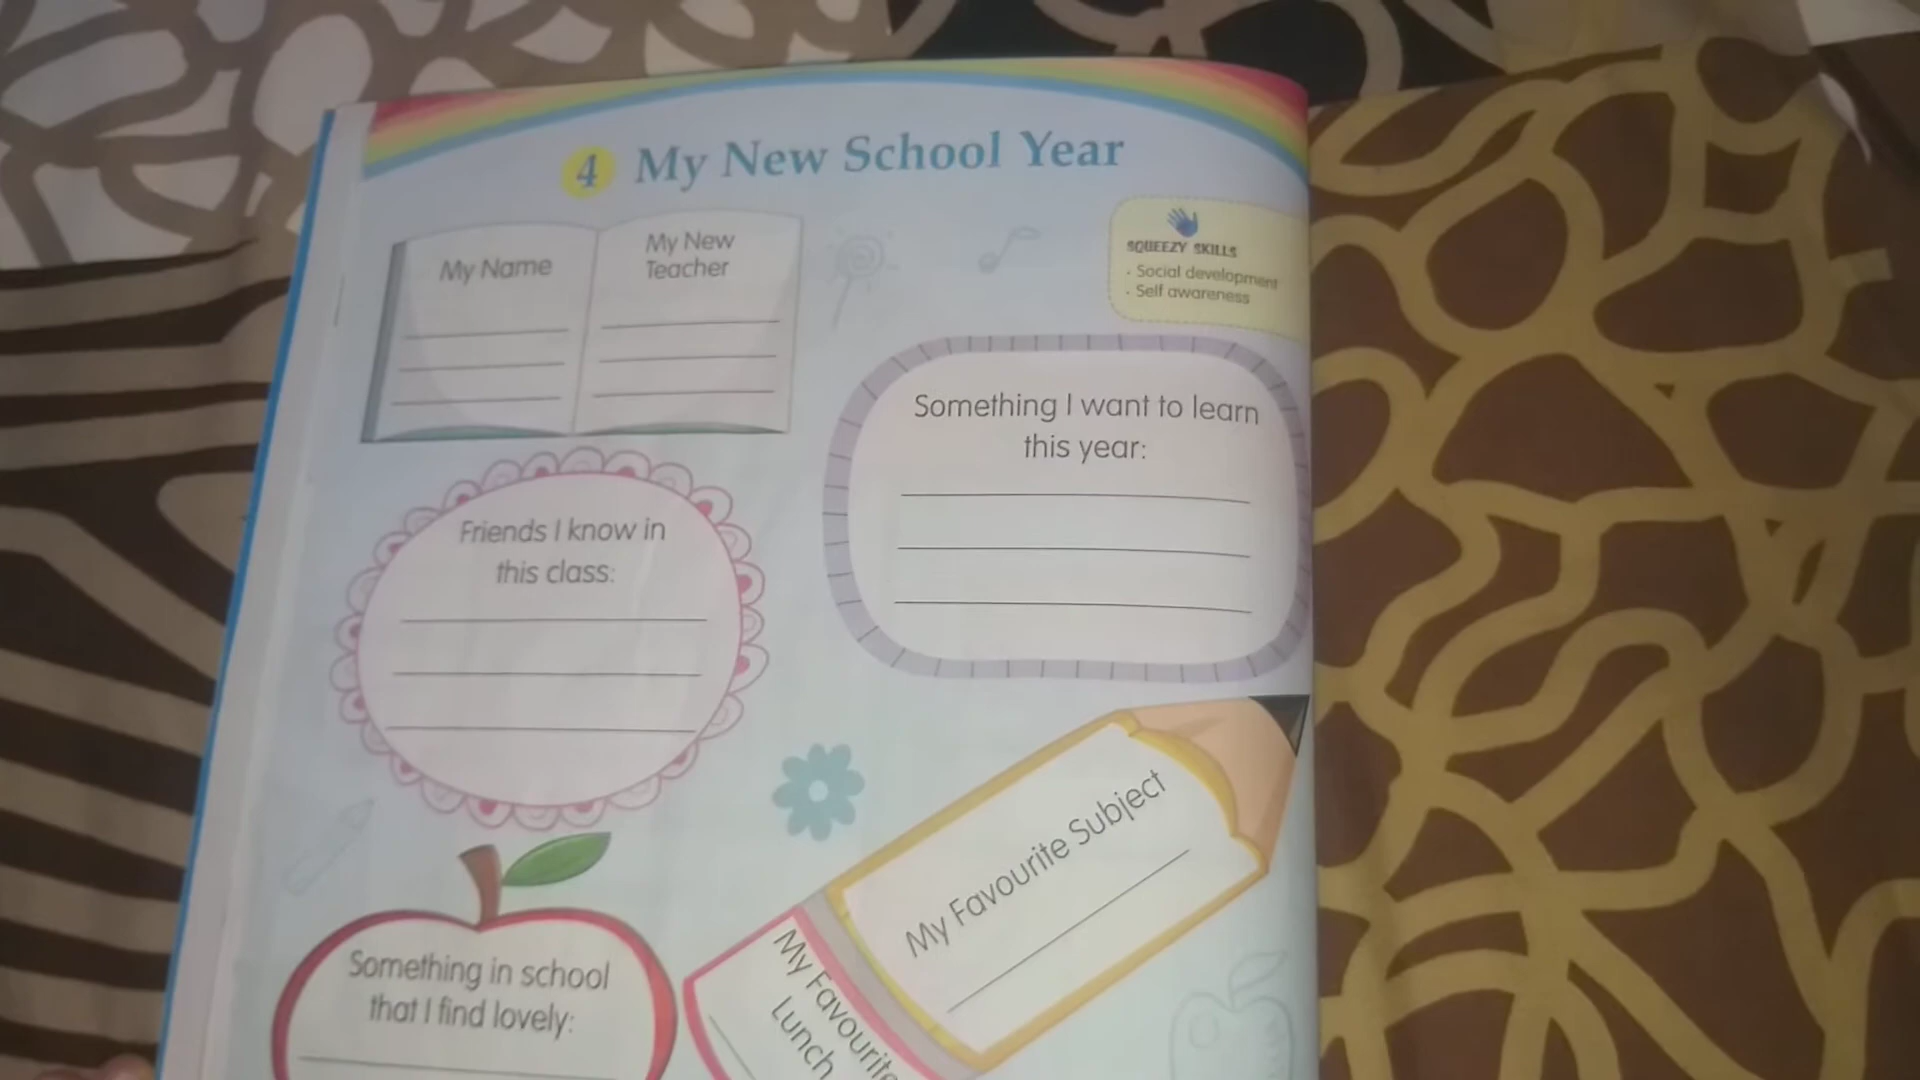 4 My New School Year
My Name
My New
Teacher
SQUEEZY SKILLS
· Social development
· Self awareness
Something I want to learn
this year:
Friends I know in
this class:
My Favourite Subject
My Favourite
Lunch
Something in school
that I find lovely: